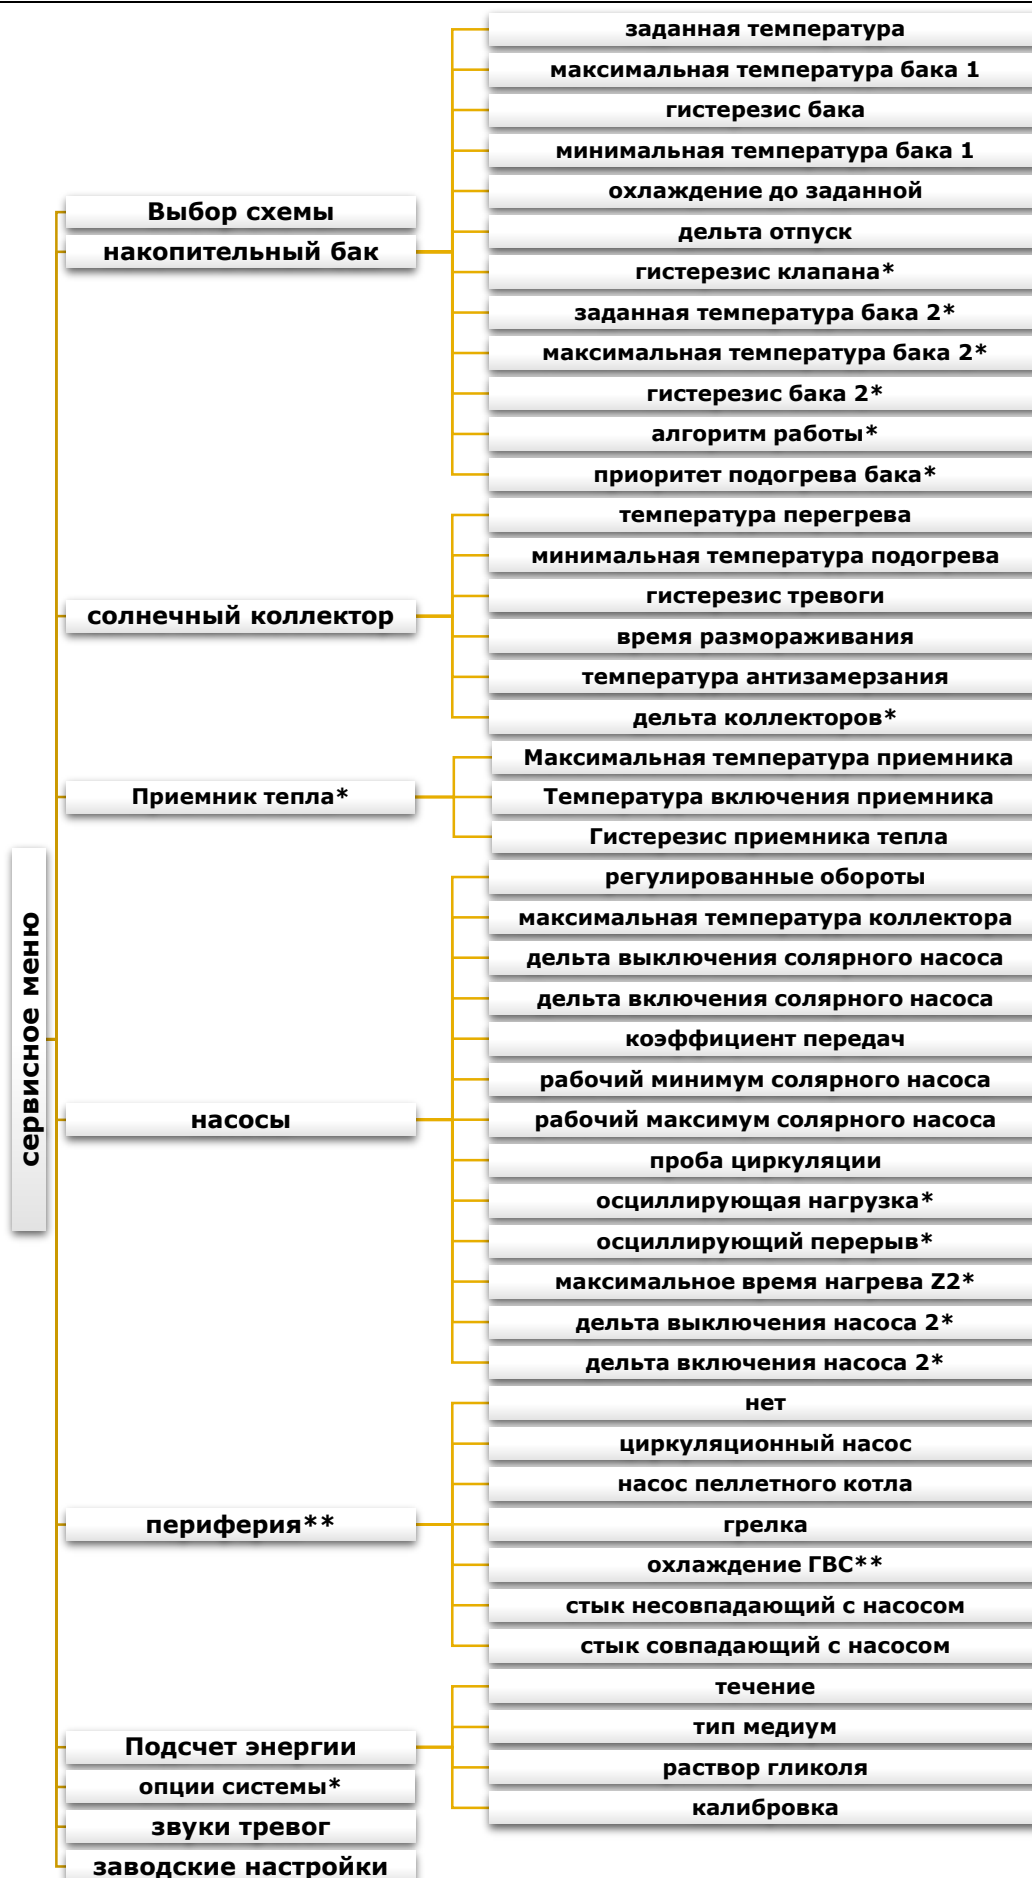 сервисное меню
Выбор схемы
накопительный бак
заданная температура
максимальная температура бака 1
гистерезис бака
минимальная температура бака 1
охлаждение до заданной
дельта отпуск
гистерезис клапана*
заданная температура бака 2*
максимальная температура бака 2*
гистерезис бака 2*
алгоритм работы*
приоритет подогрева бака*
солнечный коллектор
температура перегрева
минимальная температура подогрева
гистерезис тревоги
время размораживания
температура антизамерзания
дельта коллекторов*
Приемник тепла*
Максимальная температура приемника
Температура включения приемника
Гистерезис приемника тепла
насосы
регулированные обороты
максимальная температура коллектора
дельта выключения солярного насоса
дельта включения солярного насоса
коэффициент передач
рабочий минимум солярного насоса
рабочий максимум солярного насоса
проба циркуляции
осциллирующая нагрузка*
осциллирующий перерыв*
максимальное время нагрева Z2*
дельта выключения насоса 2*
дельта включения насоса 2*
периферия**
нет
циркуляционный насос
насос пеллетного котла
грелка
охлаждение ГВС**
стык несовпадающий с насосом
стык совпадающий с насосом
Подсчет энергии
течение
тип медиум
раствор гликоля
калибровка
опции системы*
звуки тревог
заводские настройки